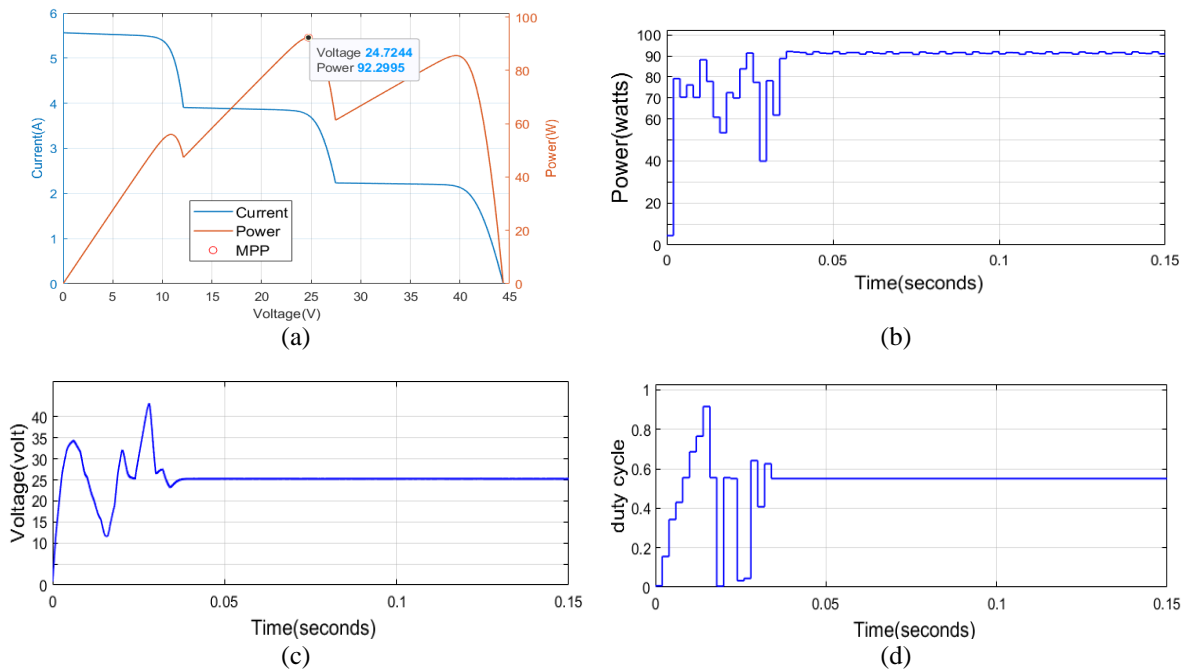 6
5
4
3
2
1
0
Current(A)
100
80
60
40
20
0
Power(W)
Voltage 24.7244
Power 92.2995
Current
Power
MPP
0 5 10 15 20 25 30 35 40 45
Voltage(V)
(a)
100
90
80
70
60
40
20
0
Power(watts)
0 0.05 0.1 0.15
Time(seconds)
(b)
40
35
30
25
20
15
10
0
Voltage(volt)
0 0.05 0.1 0.15
Time(seconds)
(c)
1
0.8
0.6
0.4
0.2
0
duty cycle
0 0.05 0.1 0.15
Time(seconds)
(d)